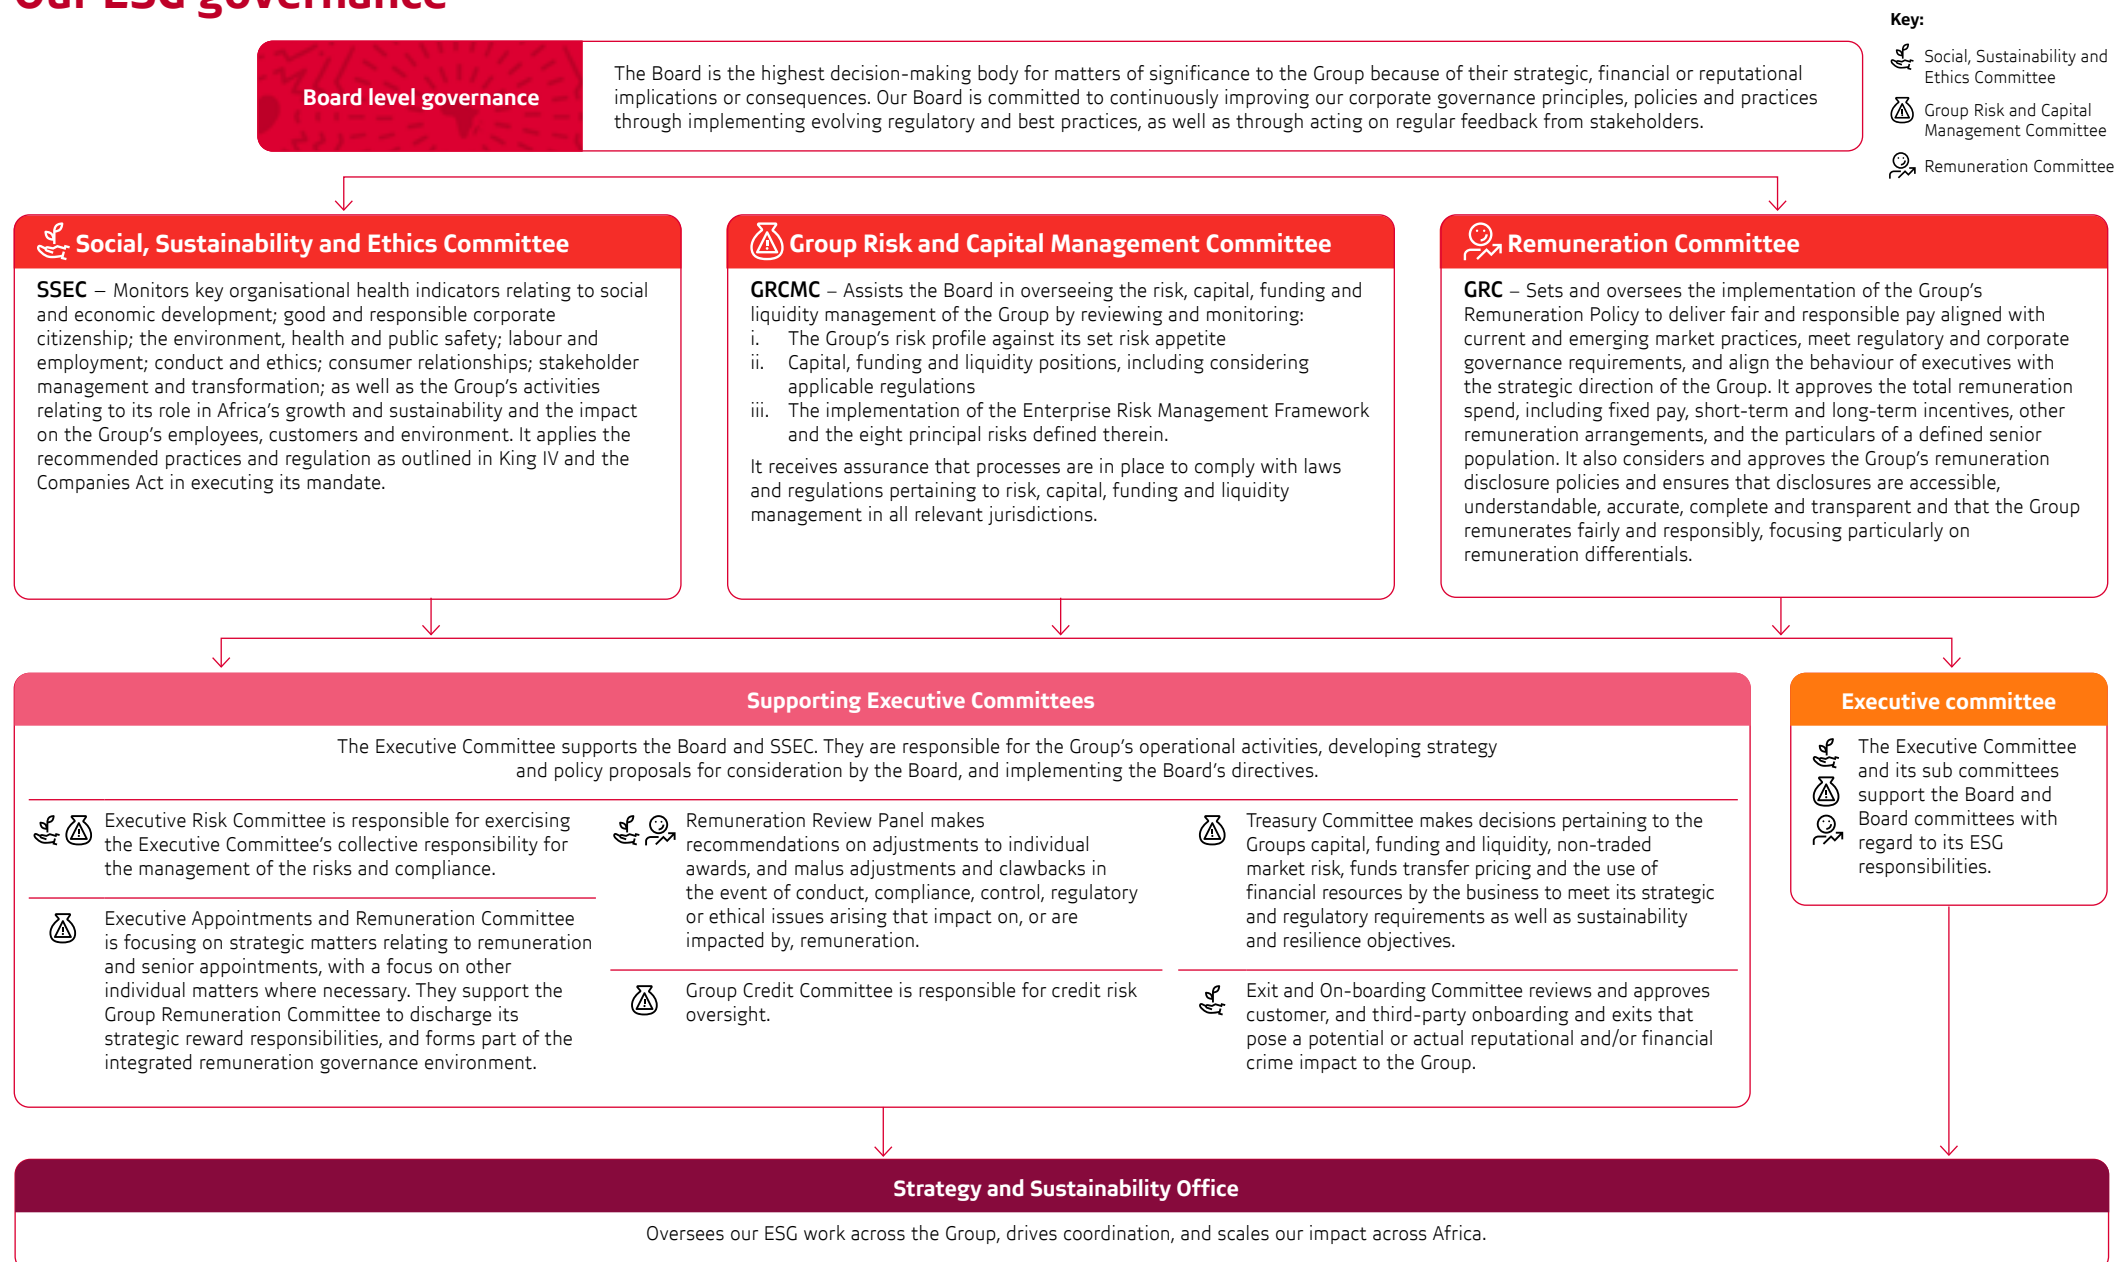 Our ESG governance
Key:
Social, Sustainability and
Ethics Committee
Group Risk and Capital
Management Committee
Remuneration Committee
Board level governance
The Board is the highest decision-making body for matters of significance to the Group because of their strategic, financial or reputational
implications or consequences. Our Board is committed to continuously improving our corporate governance principles, policies and practices
through implementing evolving regulatory and best practices, as well as through acting on regular feedback from stakeholders.
Social, Sustainability and Ethics Committee
SSEC – Monitors key organisational health indicators relating to social
and economic development; good and responsible corporate
citizenship; the environment, health and public safety; labour and
employment; conduct and ethics; consumer relationships; stakeholder
management and transformation; as well as the Group's activities
relating to its role in Africa's growth and sustainability and the impact
on the Group's employees, customers and environment. It applies the
recommended practices and regulation as outlined in King IV and the
Companies Act in executing its mandate.
Group Risk and Capital Management Committee
GRCMC – Assists the Board in overseeing the risk, capital, funding and
liquidity management of the Group by reviewing and monitoring:
i. The Group's risk profile against its set risk appetite
ii. Capital, funding and liquidity positions, including considering
applicable regulations
iii. The implementation of the Enterprise Risk Management Framework
and the eight principal risks defined therein.
It receives assurance that processes are in place to comply with laws
and regulations pertaining to risk, capital, funding and liquidity
management in all relevant jurisdictions.
Remuneration Committee
GRC – Sets and oversees the implementation of the Group's
Remuneration Policy to deliver fair and responsible pay aligned with
current and emerging market practices, meet regulatory and corporate
governance requirements, and align the behaviour of executives with
the strategic direction of the Group. It approves the total remuneration
spend, including fixed pay, short-term and long-term incentives, other
remuneration arrangements, and the particulars of a defined senior
population. It also considers and approves the Group's remuneration
disclosure policies and ensures that disclosures are accessible,
understandable, accurate, complete and transparent and that the Group
remunerates fairly and responsibly, focusing particularly on
remuneration differentials.
Supporting Executive Committees
The Executive Committee supports the Board and SSEC. They are responsible for the Group's operational activities, developing strategy
and policy proposals for consideration by the Board, and implementing the Board's directives.
Executive Risk Committee is responsible for exercising
the Executive Committee's collective responsibility for
the management of the risks and compliance.
Executive Appointments and Remuneration Committee
is focusing on strategic matters relating to remuneration
and senior appointments, with a focus on other
individual matters where necessary. They support the
Group Remuneration Committee to discharge its
strategic reward responsibilities, and forms part of the
integrated remuneration governance environment.
Remuneration Review Panel makes
recommendations on adjustments to individual
awards, and malus adjustments and clawbacks in
the event of conduct, compliance, control, regulatory
or ethical issues arising that impact on, or are
impacted by, remuneration.
Group Credit Committee is responsible for credit risk
oversight.
Treasury Committee makes decisions pertaining to the
Groups capital, funding and liquidity, non-traded
market risk, funds transfer pricing and the use of
financial resources by the business to meet its strategic
and regulatory requirements as well as sustainability
and resilience objectives.
Exit and On-boarding Committee reviews and approves
customer, and third-party onboarding and exits that
pose a potential or actual reputational and/or financial
crime impact to the Group.
Executive committee
The Executive Committee
and its sub committees
support the Board and
Board committees with
regard to its ESG
responsibilities.
Strategy and Sustainability Office
Oversees our ESG work across the Group, drives coordination, and scales our impact across Africa.